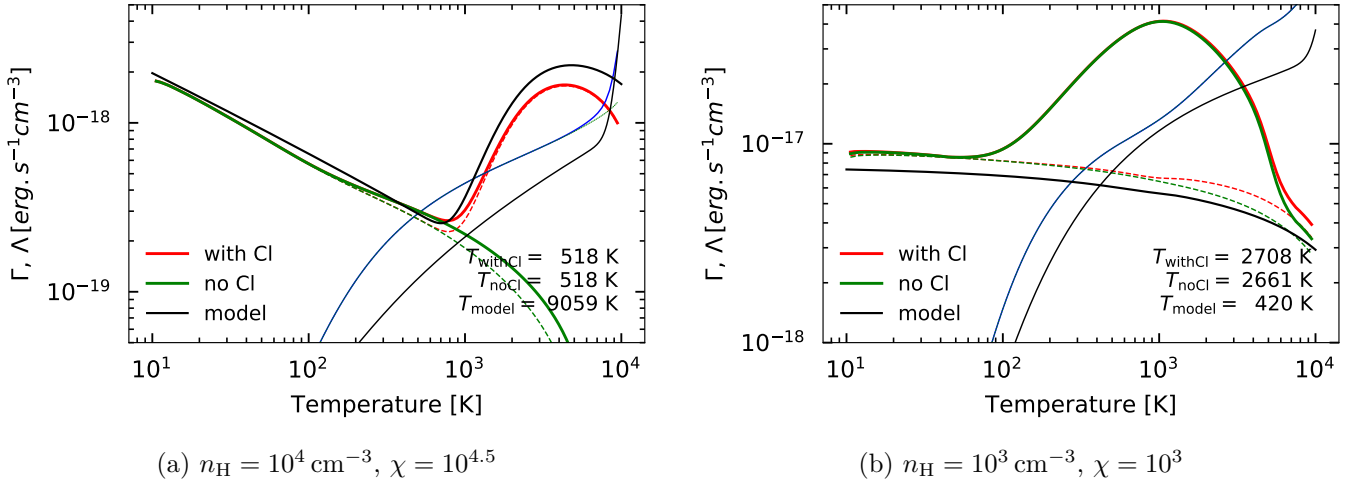 Γ, Λ [erg. s⁻¹cm⁻³]
10⁻¹⁸
10⁻¹⁹
with Cl
no Cl
model
T_withCl = 518 K
T_noCl = 518 K
T_model = 9059 K
10¹ 10² 10³ 10⁴
Temperature [K]
(a) n_H = 10⁴ cm⁻³, χ = 10^4.5
Γ, Λ [erg. s⁻¹cm⁻³]
10⁻¹⁷
10⁻¹⁸
with Cl
no Cl
model
T_withCl = 2708 K
T_noCl = 2661 K
T_model = 420 K
10¹ 10² 10³ 10⁴
Temperature [K]
(b) n_H = 10³ cm⁻³, χ = 10³